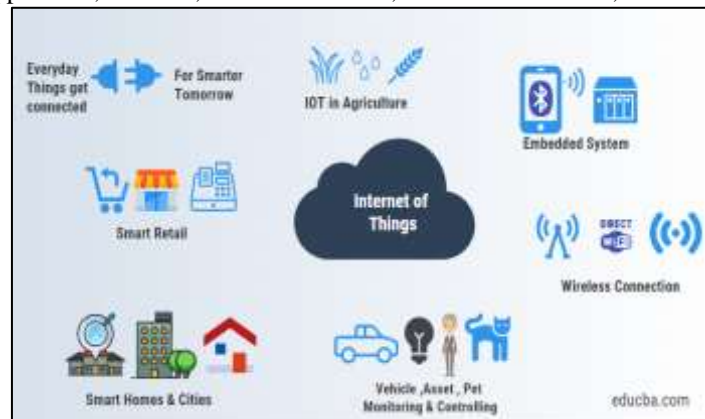 Everyday
Things get
connected
For Smarter
Tomorrow
IOT in Agriculture
Embedded System
Smart Retail
Internet of
Things
DIRECT
Wireless Connection
Smart Homes & Cities
Vehicle ,Asset , Pet
Monitoring & Controlling
educba.com